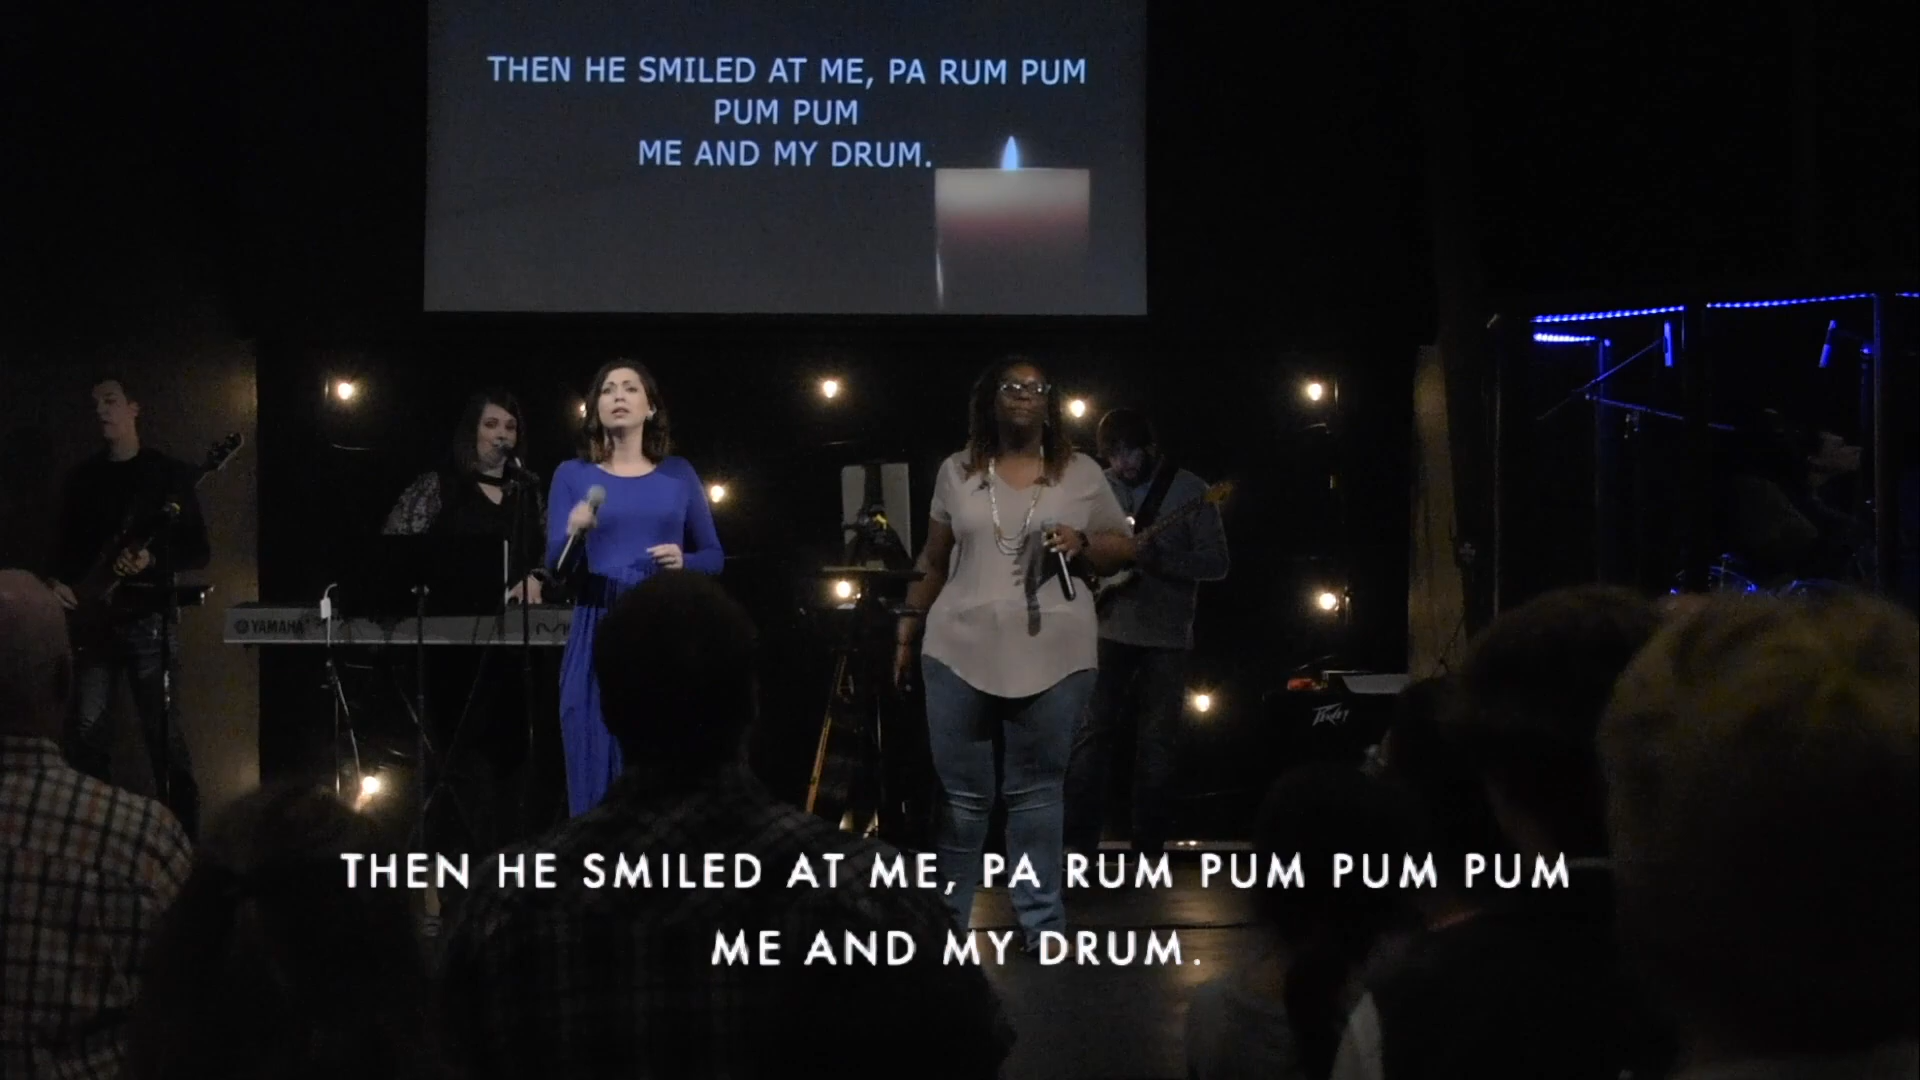 THEN HE SMILED AT ME, PA RUM PUM
PUM PUM
ME AND MY DRUM.
YAMAHA
Peavey
THEN HE SMILED AT ME, PA RUM PUM PUM PUM
ME AND MY DRUM.